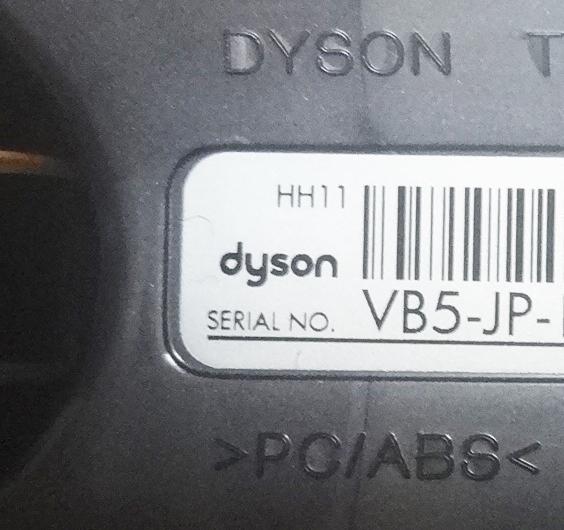 DYSON T
HH11
dyson
SERIAL NO. VB5-JP-
>PC/ABS<